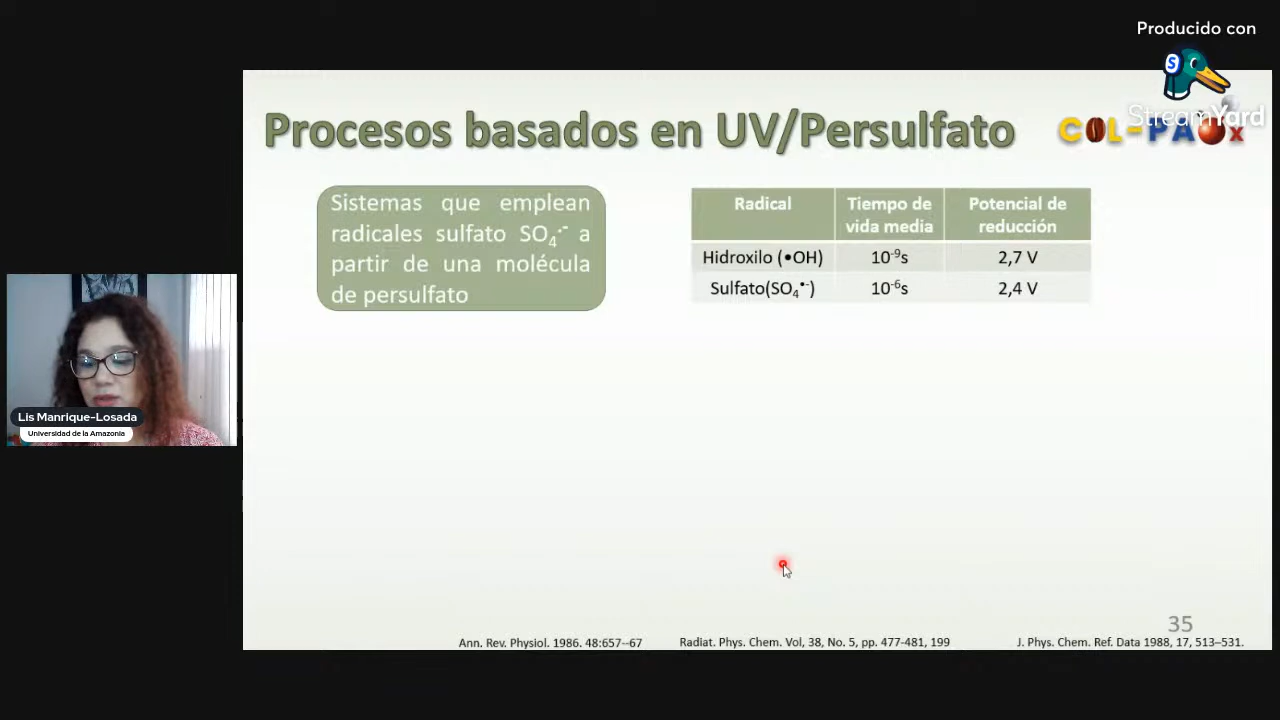 Producido con
StreamYard
Procesos basados en UV/Persulfato
COL-PAOx
Sistemas que emplean
radicales sulfato SO₄•⁻ a
partir de una molécula
de persulfato
Radical Tiempo de vida media Potencial de reducción
Hidroxilo (•OH) 10⁻⁹s 2,7 V
Sulfato(SO₄•⁻) 10⁻⁶s 2,4 V
Lis Manrique-Losada
Universidad de la Amazonia
35
Ann. Rev. Physiol. 1986. 48:657--67 Radiat. Phys. Chem. Vol, 38, No. 5, pp. 477-481, 199 J. Phys. Chem. Ref. Data 1988, 17, 513–531.